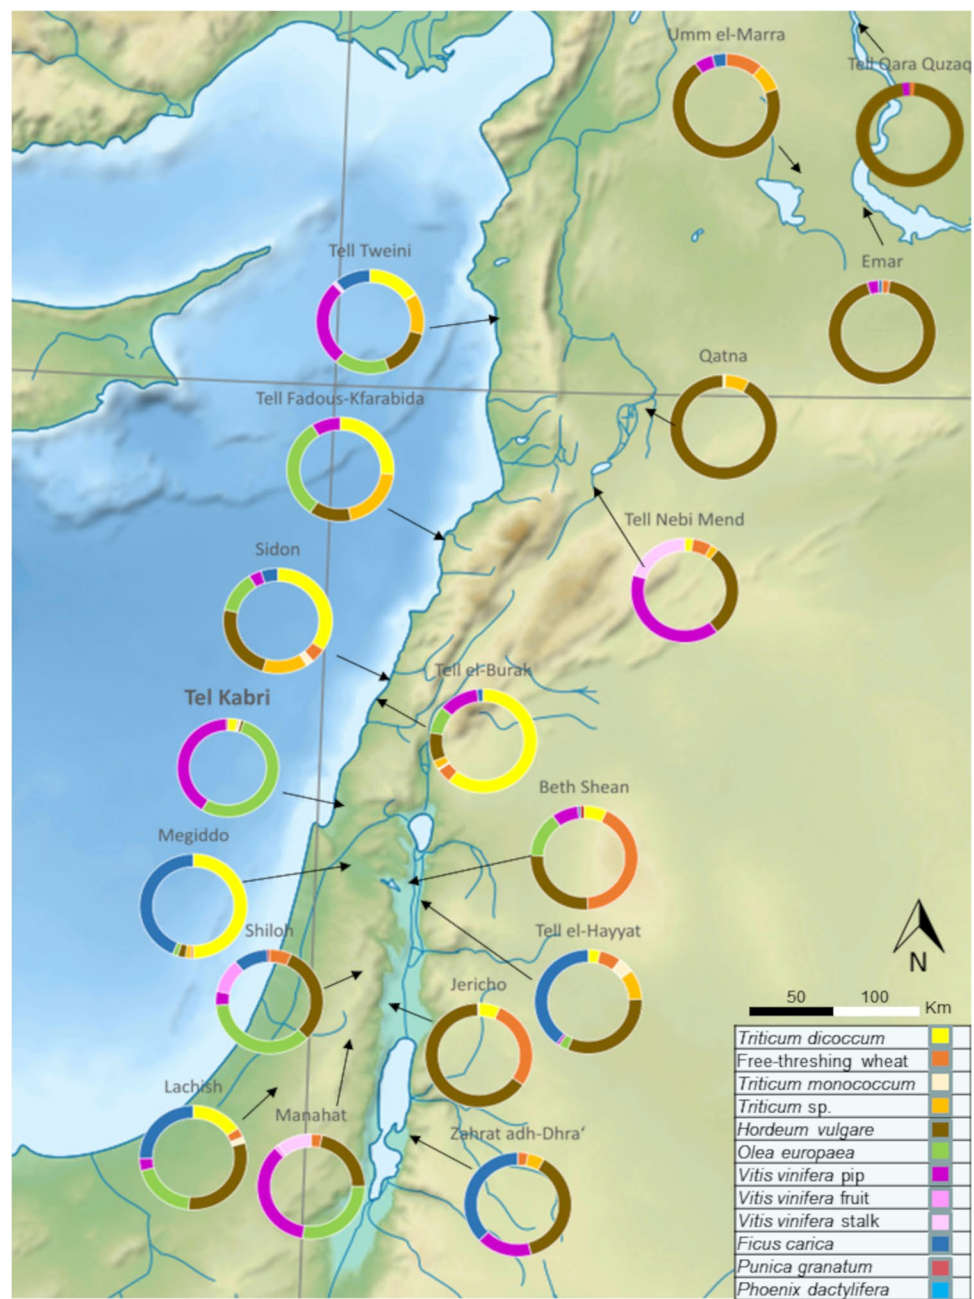 Umm el-Marra
Tell Qara Quzaq
Tell Tweini
Emar
Qatna
Tell Fadous-Kfarabida
Tell Nebi Mend
Sidon
Tell el-Burak
Tel Kabri
Beth Shean
Megiddo
Shiloh
Tell el-Hayyat
Jericho
N
50 100 Km
Lachish
Manahat
Zahrat adh-Dhra‘
Triticum dicoccum
Free-threshing wheat
Triticum monococcum
Triticum sp.
Hordeum vulgare
Olea europaea
Vitis vinifera pip
Vitis vinifera fruit
Vitis vinifera stalk
Ficus carica
Punica granatum
Phoenix dactylifera